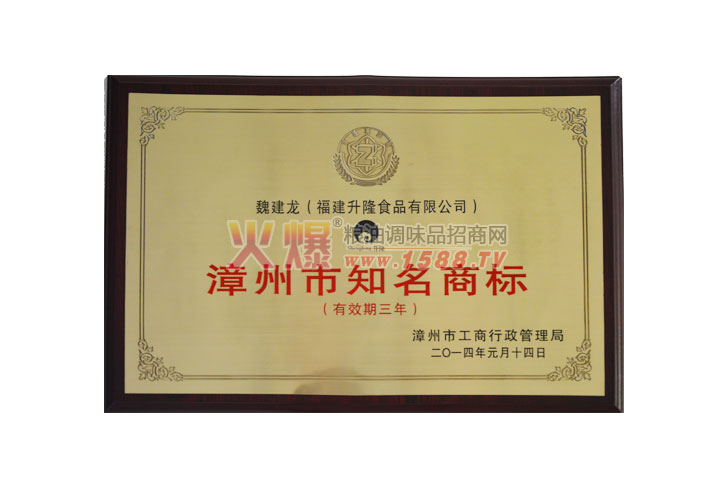 魏建龙（福建升隆食品有限公司）
火爆®粮油调味品招商网
www.1588.TV
漳州市知名商标
（有效期三年）
漳州市工商行政管理局
二〇一四年元月十四日